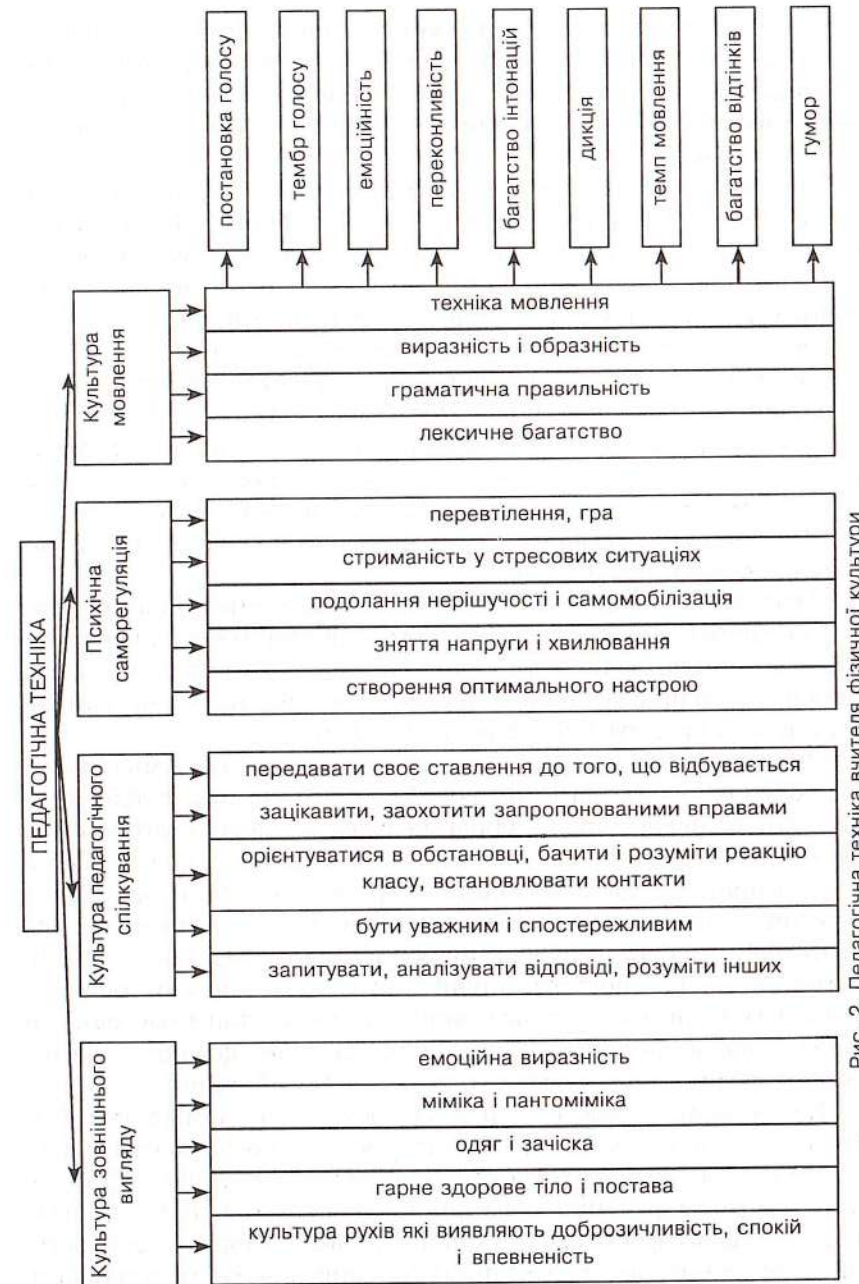 ПЕДАГОГІЧНА ТЕХНІКА
Культура зовнішнього
вигляду
емоційна виразність
міміка і пантоміміка
одяг і зачіска
гарне здорове тіло і постава
культура рухів які виявляють доброзичливість, спокій
і впевненість
Культура педагогічного
спілкування
передавати своє ставлення до того, що відбувається
зацікавити, заохотити запропонованими вправами
орієнтуватися в обстановці, бачити і розуміти реакцію
класу, встановлювати контакти
бути уважним і спостережливим
запитувати, аналізувати відповіді, розуміти інших
Психічна
саморегуляція
перевтілення, гра
стриманість у стресових ситуаціях
подолання нерішучості і самомобілізація
зняття напруги і хвилювання
створення оптимального настрою
Культура
мовлення
техніка мовлення
виразність і образність
граматична правильність
лексичне багатство
постановка голосу
тембр голосу
емоційність
переконливість
багатство інтонацій
дикція
темп мовлення
багатство відтінків
гумор
Рис. 2. Педагогічна техніка вчителя фізичної культури